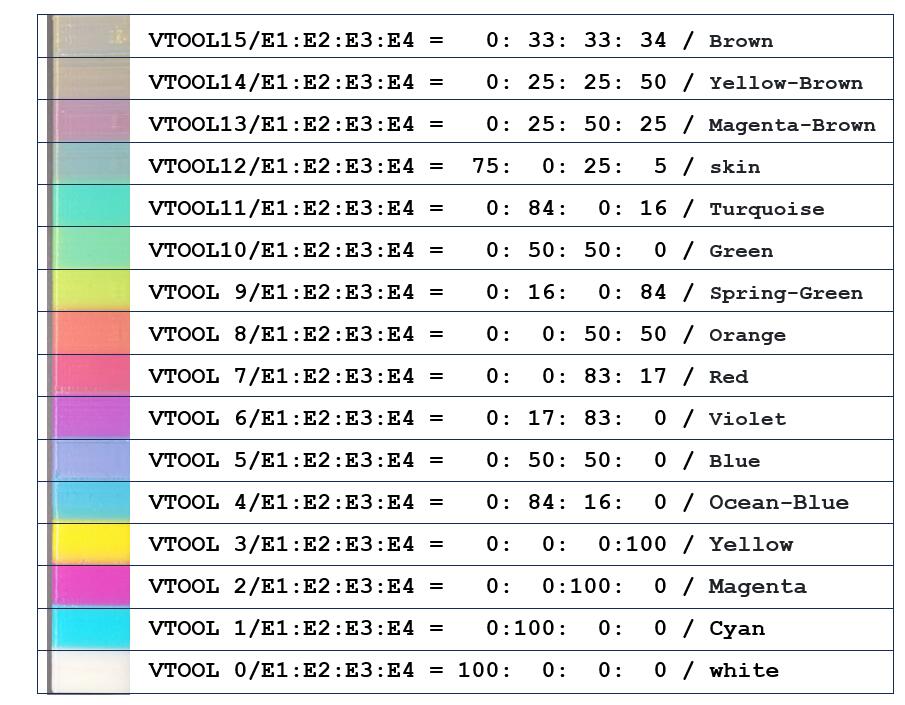 VTOOL15/E1:E2:E3:E4 =   0: 33: 33: 34 / Brown
VTOOL14/E1:E2:E3:E4 =   0: 25: 25: 50 / Yellow-Brown
VTOOL13/E1:E2:E3:E4 =   0: 25: 50: 25 / Magenta-Brown
VTOOL12/E1:E2:E3:E4 =  75:  0: 25:  5 / skin
VTOOL11/E1:E2:E3:E4 =   0: 84:  0: 16 / Turquoise
VTOOL10/E1:E2:E3:E4 =   0: 50: 50:  0 / Green
VTOOL 9/E1:E2:E3:E4 =   0: 16:  0: 84 / Spring-Green
VTOOL 8/E1:E2:E3:E4 =   0:  0: 50: 50 / Orange
VTOOL 7/E1:E2:E3:E4 =   0:  0: 83: 17 / Red
VTOOL 6/E1:E2:E3:E4 =   0: 17: 83:  0 / Violet
VTOOL 5/E1:E2:E3:E4 =   0: 50: 50:  0 / Blue
VTOOL 4/E1:E2:E3:E4 =   0: 84: 16:  0 / Ocean-Blue
VTOOL 3/E1:E2:E3:E4 =   0:  0:  0:100 / Yellow
VTOOL 2/E1:E2:E3:E4 =   0:  0:100:  0 / Magenta
VTOOL 1/E1:E2:E3:E4 =   0:100:  0:  0 / Cyan
VTOOL 0/E1:E2:E3:E4 = 100:  0:  0:  0 / white